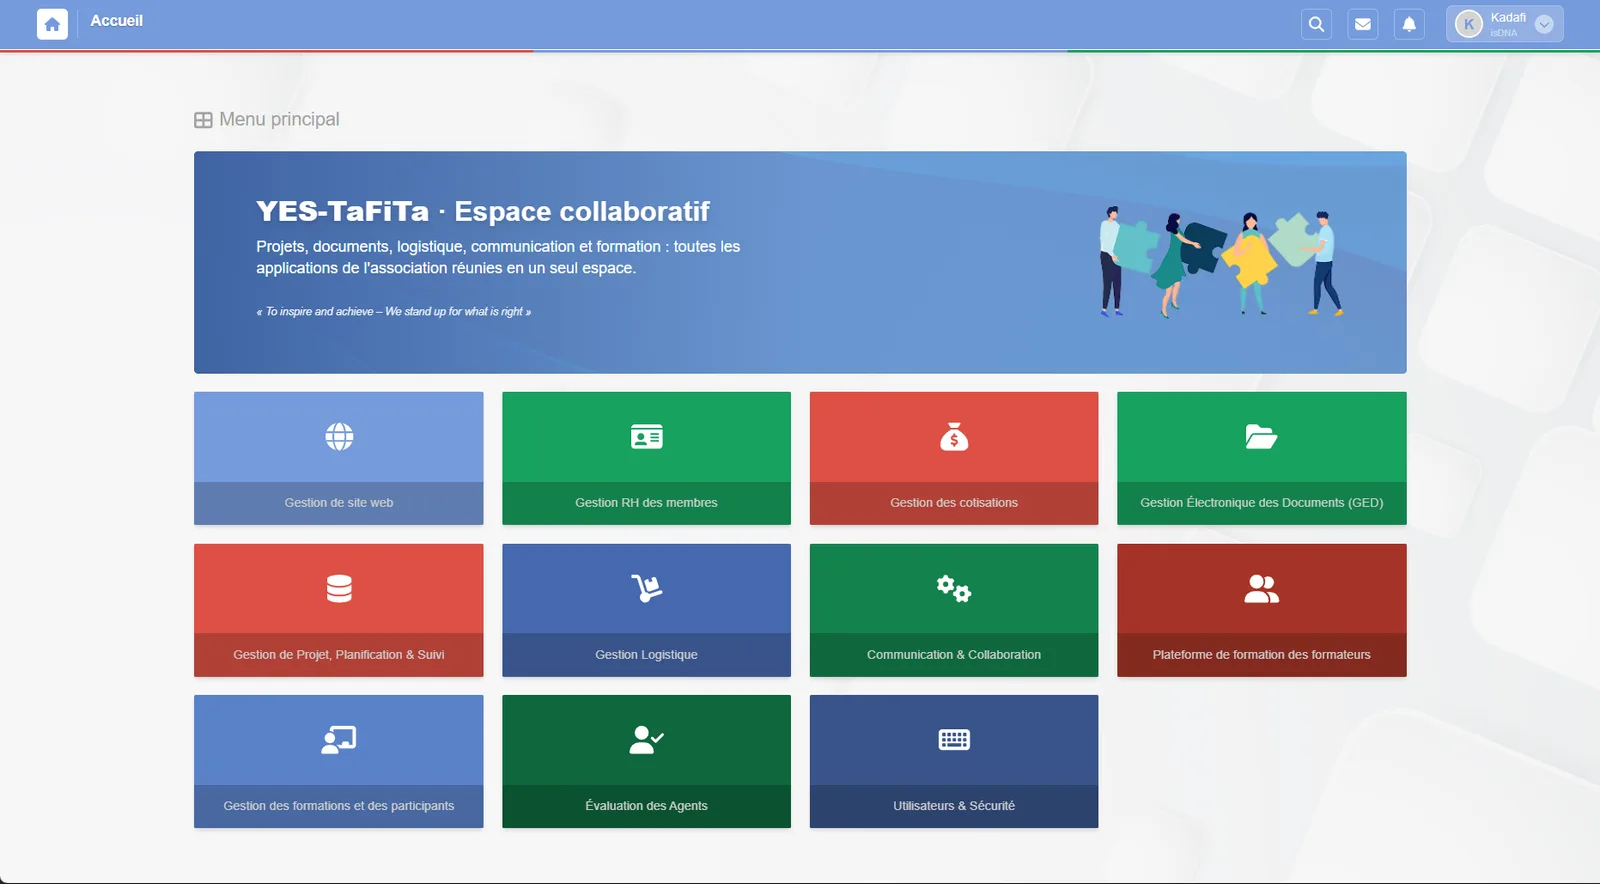 Accueil
K
Kadafi
isDNA
Menu principal
YES-TaFiTa · Espace collaboratif
Projets, documents, logistique, communication et formation : toutes les
applications de l'association réunies en un seul espace.
« To inspire and achieve – We stand up for what is right »
Gestion de site web
Gestion RH des membres
Gestion des cotisations
Gestion Électronique des Documents (GED)
Gestion de Projet, Planification & Suivi
Gestion Logistique
Communication & Collaboration
Plateforme de formation des formateurs
Gestion des formations et des participants
Évaluation des Agents
Utilisateurs & Sécurité